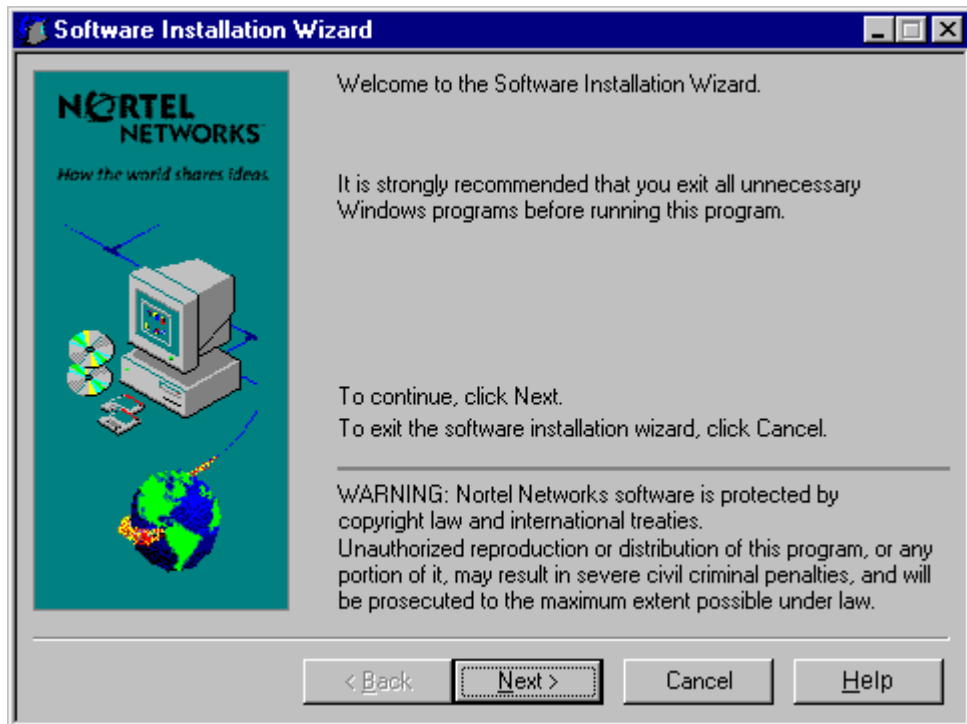 Software Installation Wizard
NORTEL
NETWORKS
How the world shares ideas.
Welcome to the Software Installation Wizard.
It is strongly recommended that you exit all unnecessary
Windows programs before running this program.
To continue, click Next.
To exit the software installation wizard, click Cancel.
WARNING: Nortel Networks software is protected by
copyright law and international treaties.
Unauthorized reproduction or distribution of this program, or any
portion of it, may result in severe civil criminal penalties, and will
be prosecuted to the maximum extent possible under law.
< Back
Next >
Cancel
Help